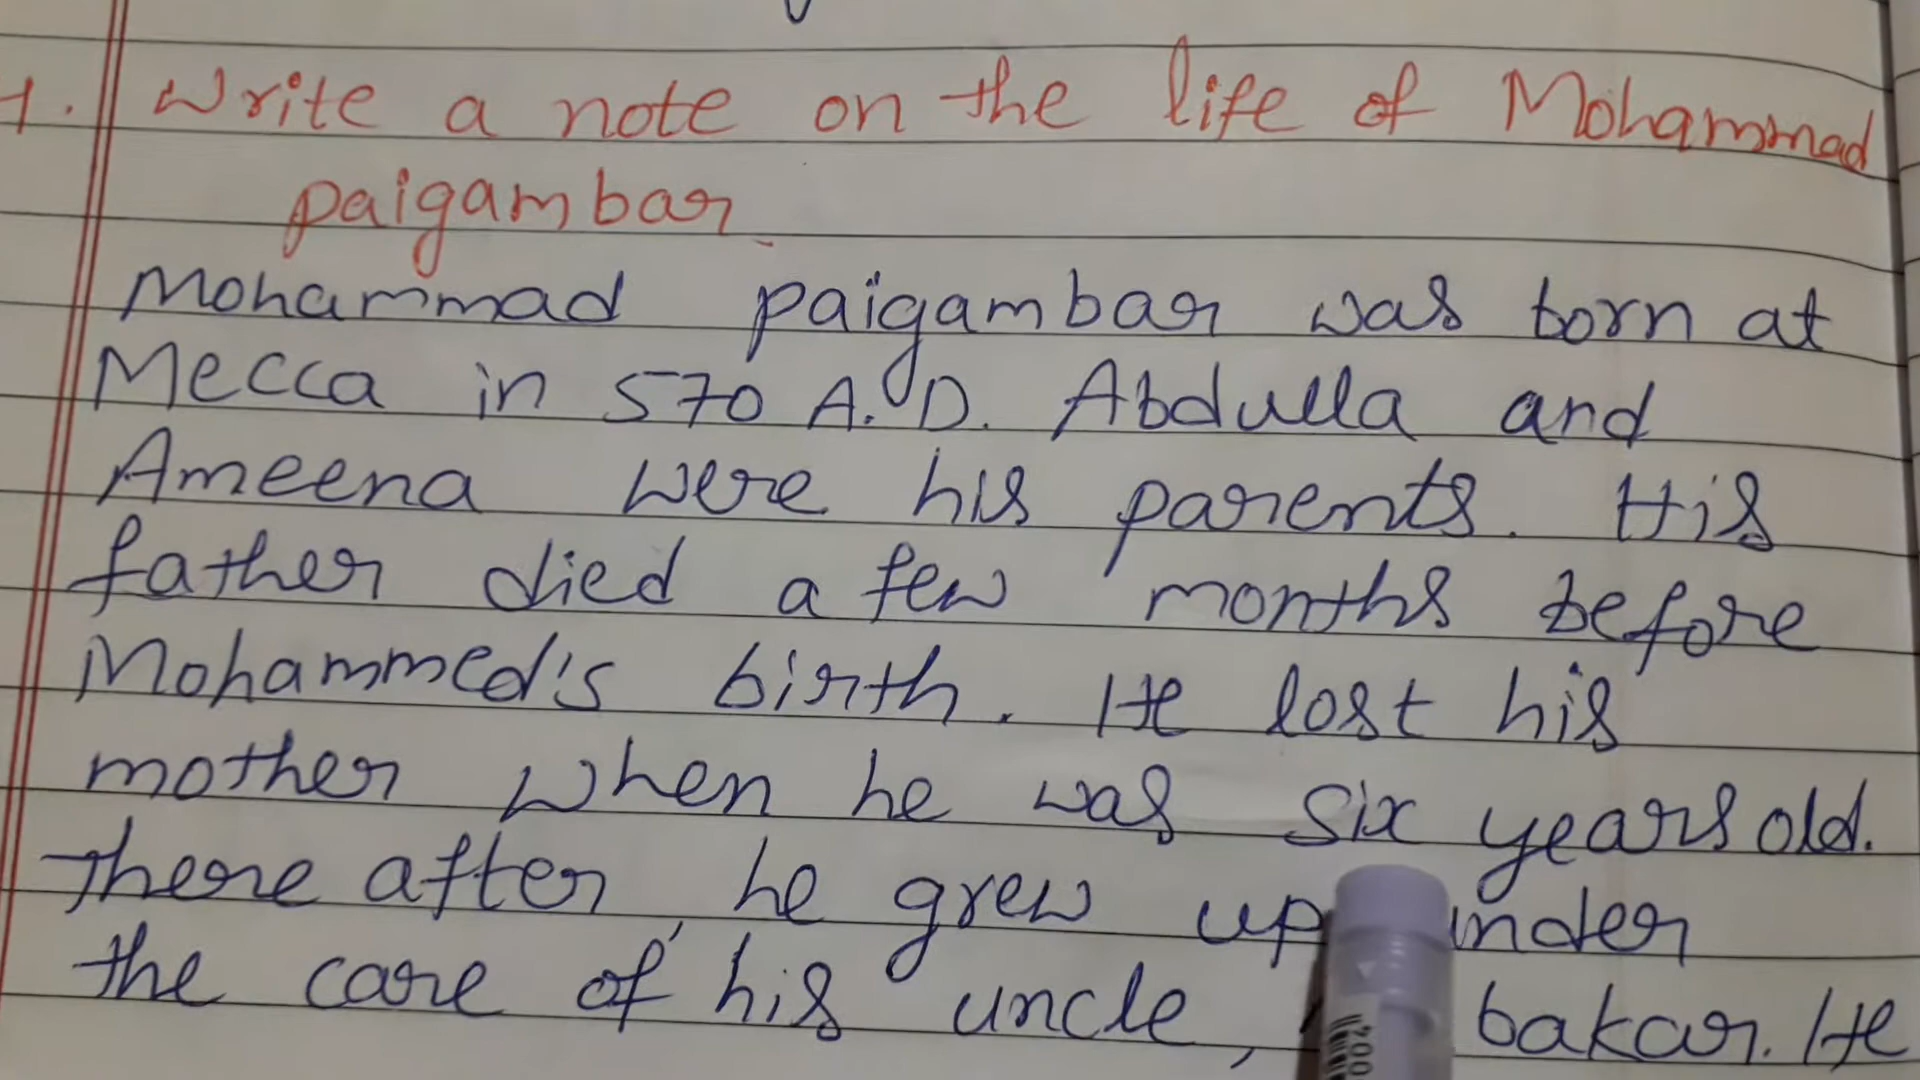 1. Write a note on the life of Mohammad
paigambar.
Mohammad paigambar was born at
Mecca in 570 A.D. Abdulla and
Ameena were his parents. His
father died a few months before
Mohammed's birth. He lost his
mother when he was six years old.
there after, he grew up under
the care of his uncle, bakar. He